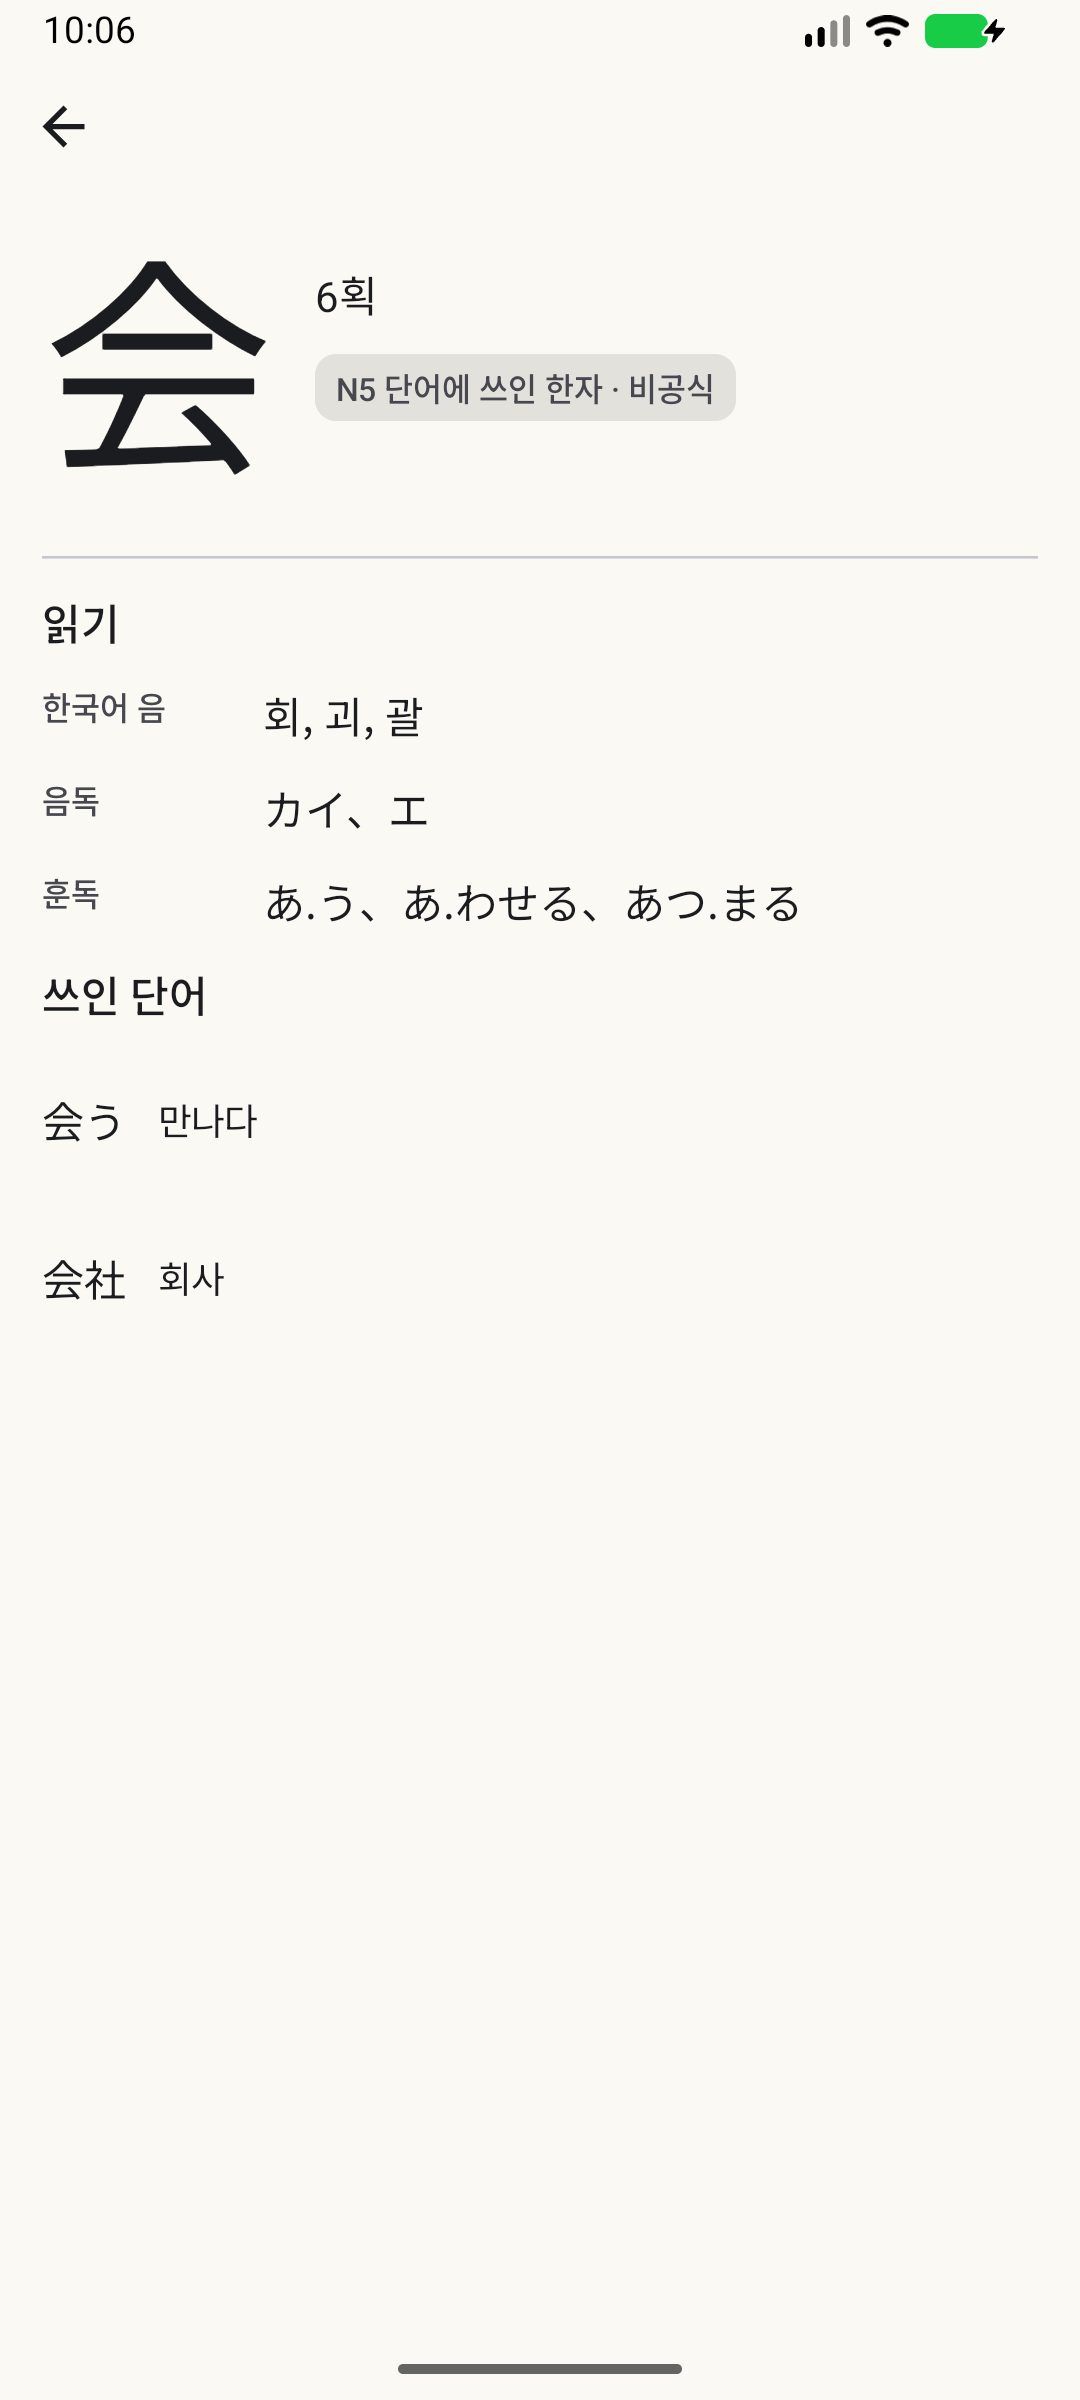 10:06
会
6획
N5 단어에 쓰인 한자 · 비공식
읽기
한국어 음 회, 괴, 괄
음독 カイ、エ
훈독 あ.う、あ.わせる、あつ.まる
쓰인 단어
会う 만나다
会社 회사